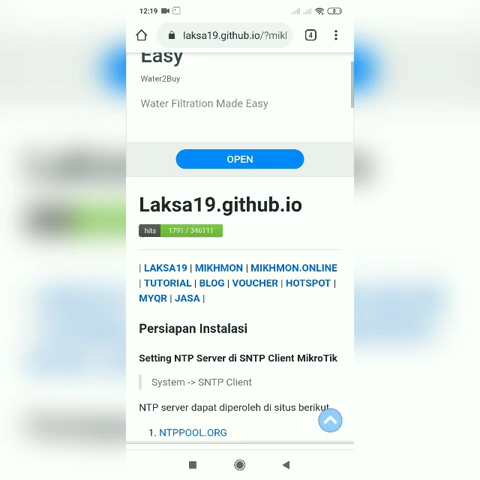 12:19
laksa19.github.io/?mikl
4
Easy
Water2Buy
Water Filtration Made Easy
OPEN
Laksa19.github.io
hits 1791 / 346111
| LAKSA19 | MIKHMON | MIKHMON.ONLINE
| TUTORIAL | BLOG | VOUCHER | HOTSPOT |
MYQR | JASA |
Persiapan Instalasi
Setting NTP Server di SNTP Client MikroTik
System -> SNTP Client
NTP server dapat diperoleh di situs berikut
1. NTPPOOL.ORG